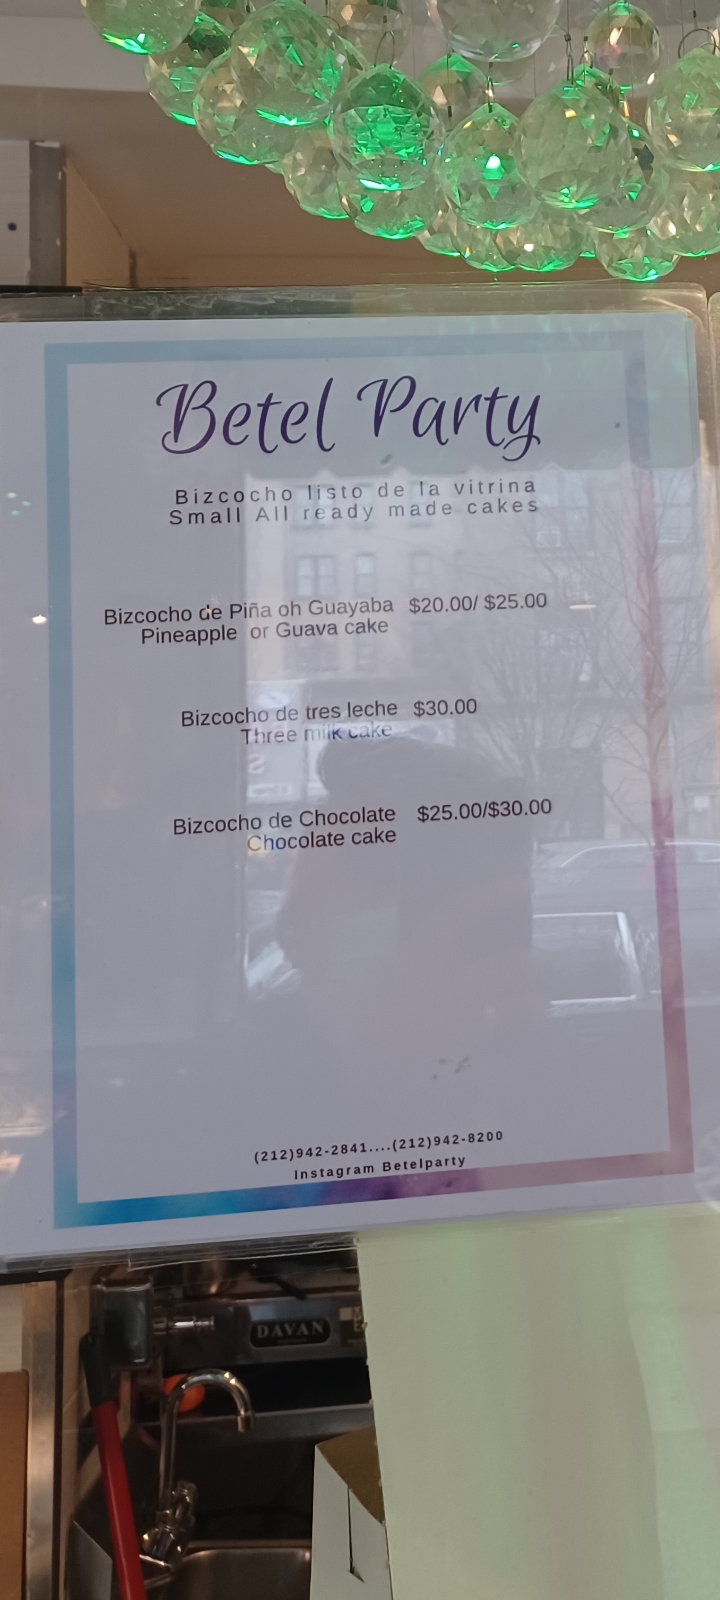 Betel Party
Bizcocho listo de la vitrina
Small All ready made cakes
Bizcocho de Piña oh Guayaba $20.00/ $25.00
Pineapple or Guava cake
Bizcocho de tres leche $30.00
Three milk cake
Bizcocho de Chocolate $25.00/$30.00
Chocolate cake
(212)942-2841....(212)942-8200
Instagram Betelparty
DAVAN